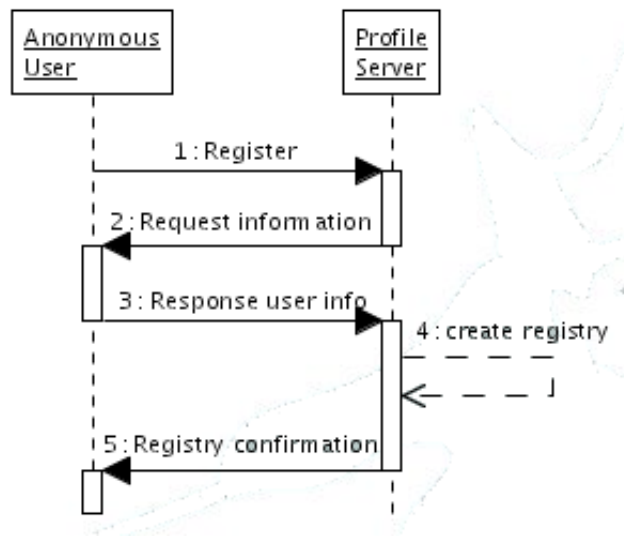 Anonymous
User
Profile
Server
1:Register
2:Request information
3:Response user info
4:create registry
5:Registry confirmation